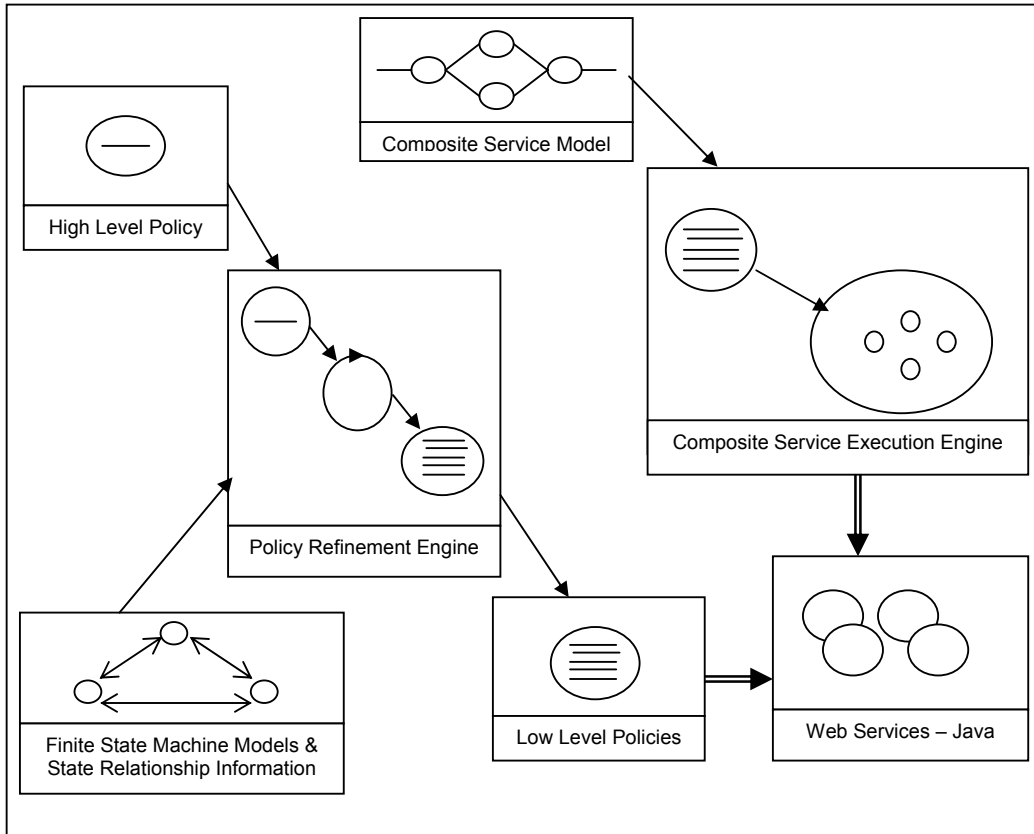 Composite Service Model
High Level Policy
Composite Service Execution Engine
Policy Refinement Engine
Finite State Machine Models &
State Relationship Information
Low Level Policies
Web Services – Java